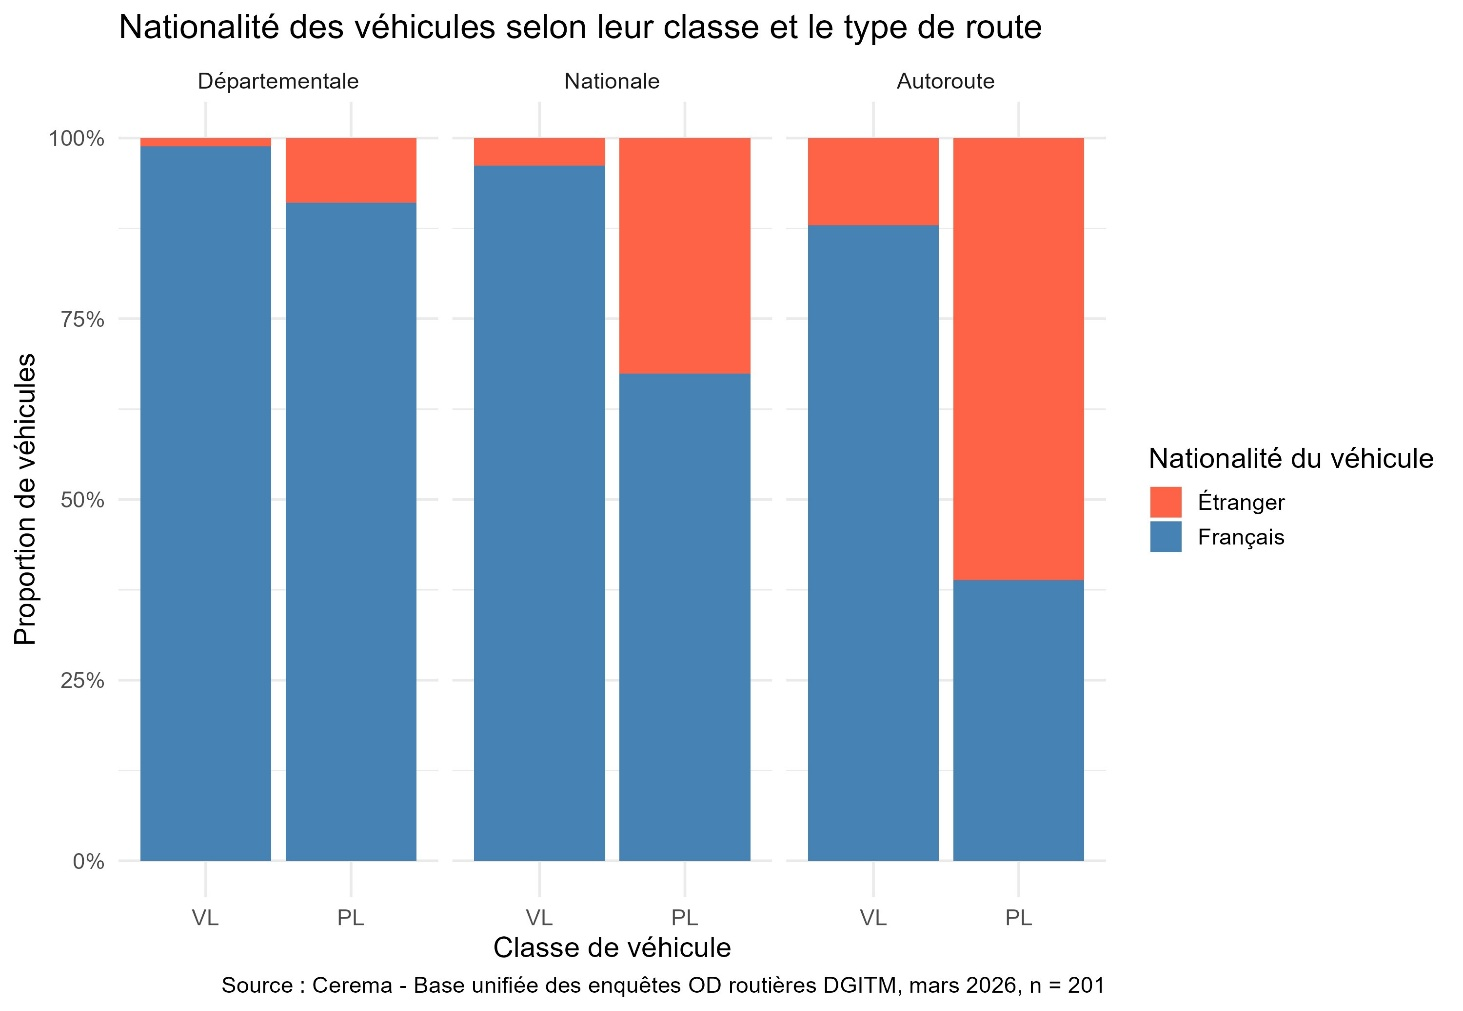 Nationalité des véhicules selon leur classe et le type de route
Départementale
Nationale
Autoroute
100%
75%
50%
25%
0%
Proportion de véhicules
VL
PL
VL
PL
VL
PL
Classe de véhicule
Nationalité du véhicule
Étranger
Français
Source : Cerema - Base unifiée des enquêtes OD routières DGITM, mars 2026, n = 201